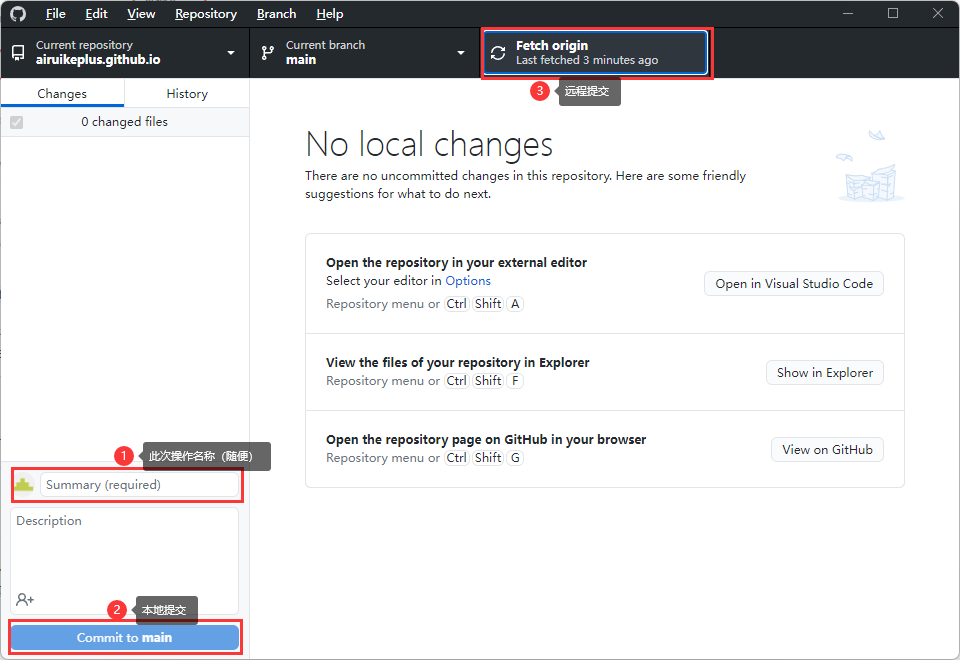 File Edit View Repository Branch Help
Current repository
airuikeplus.github.io
Current branch
main
Fetch origin
Last fetched 3 minutes ago
3 远程提交
Changes History
0 changed files
No local changes
There are no uncommitted changes in this repository. Here are some friendly
suggestions for what to do next.
Open the repository in your external editor
Select your editor in Options
Repository menu or Ctrl Shift A
Open in Visual Studio Code
View the files of your repository in Explorer
Repository menu or Ctrl Shift F
Show in Explorer
Open the repository page on GitHub in your browser
Repository menu or Ctrl Shift G
View on GitHub
1 此次操作名称（随便）
Summary (required)
Description
2 本地提交
Commit to main